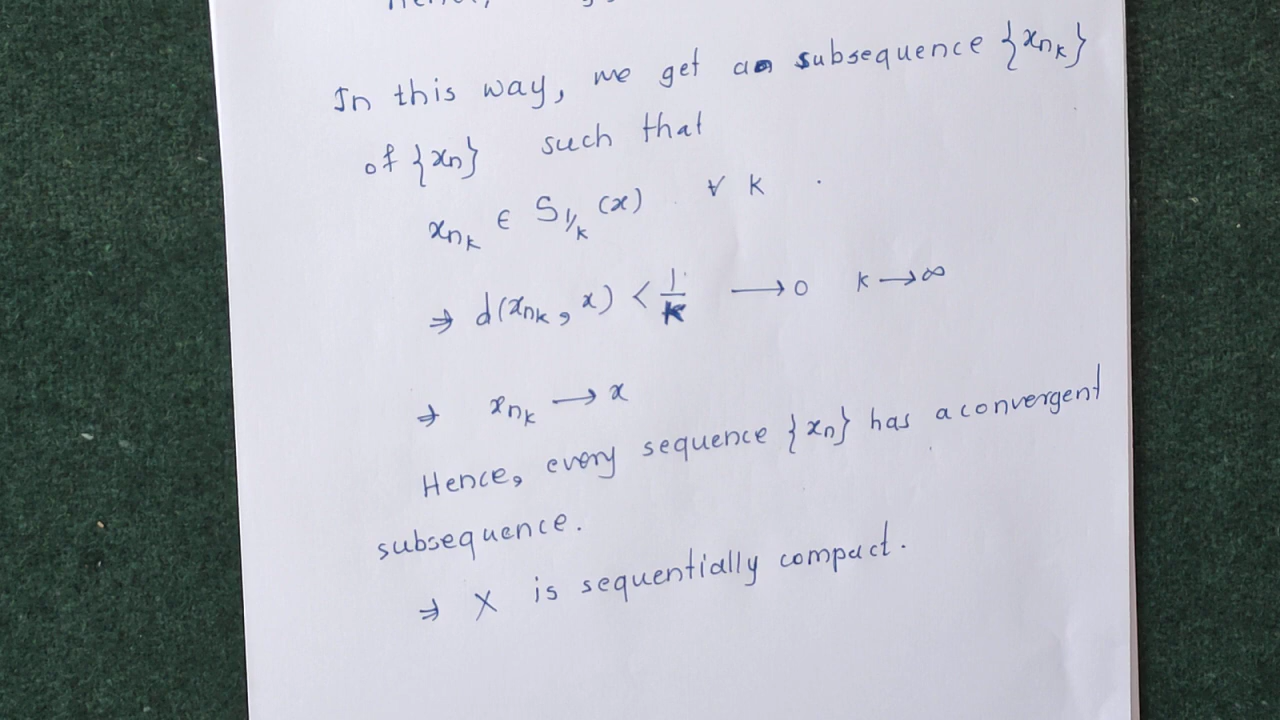 In this way, we get a subsequence {xₙₖ}
of {xₙ} such that
xₙₖ ∈ S₁/ₖ (x) ∀ k .
⇒ d(xₙₖ, x) < 1/k ⟶ 0 k ⟶ ∞
⇒ xₙₖ ⟶ x
Hence, every sequence {xₙ} has a convergent
subsequence.
⇒ X is sequentially compact.